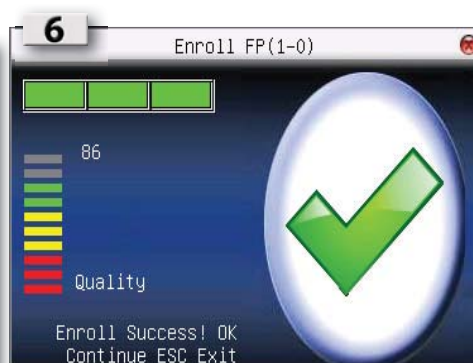 6
Enroll FP(1-0)
86
Quality
Enroll Success! OK
Continue ESC Exit